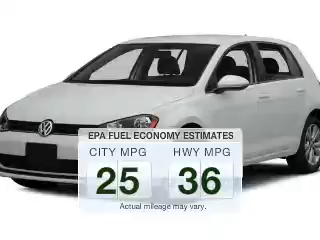 EPA FUEL ECONOMY ESTIMATES
CITY MPG HWY MPG
25 36
Actual mileage may vary.